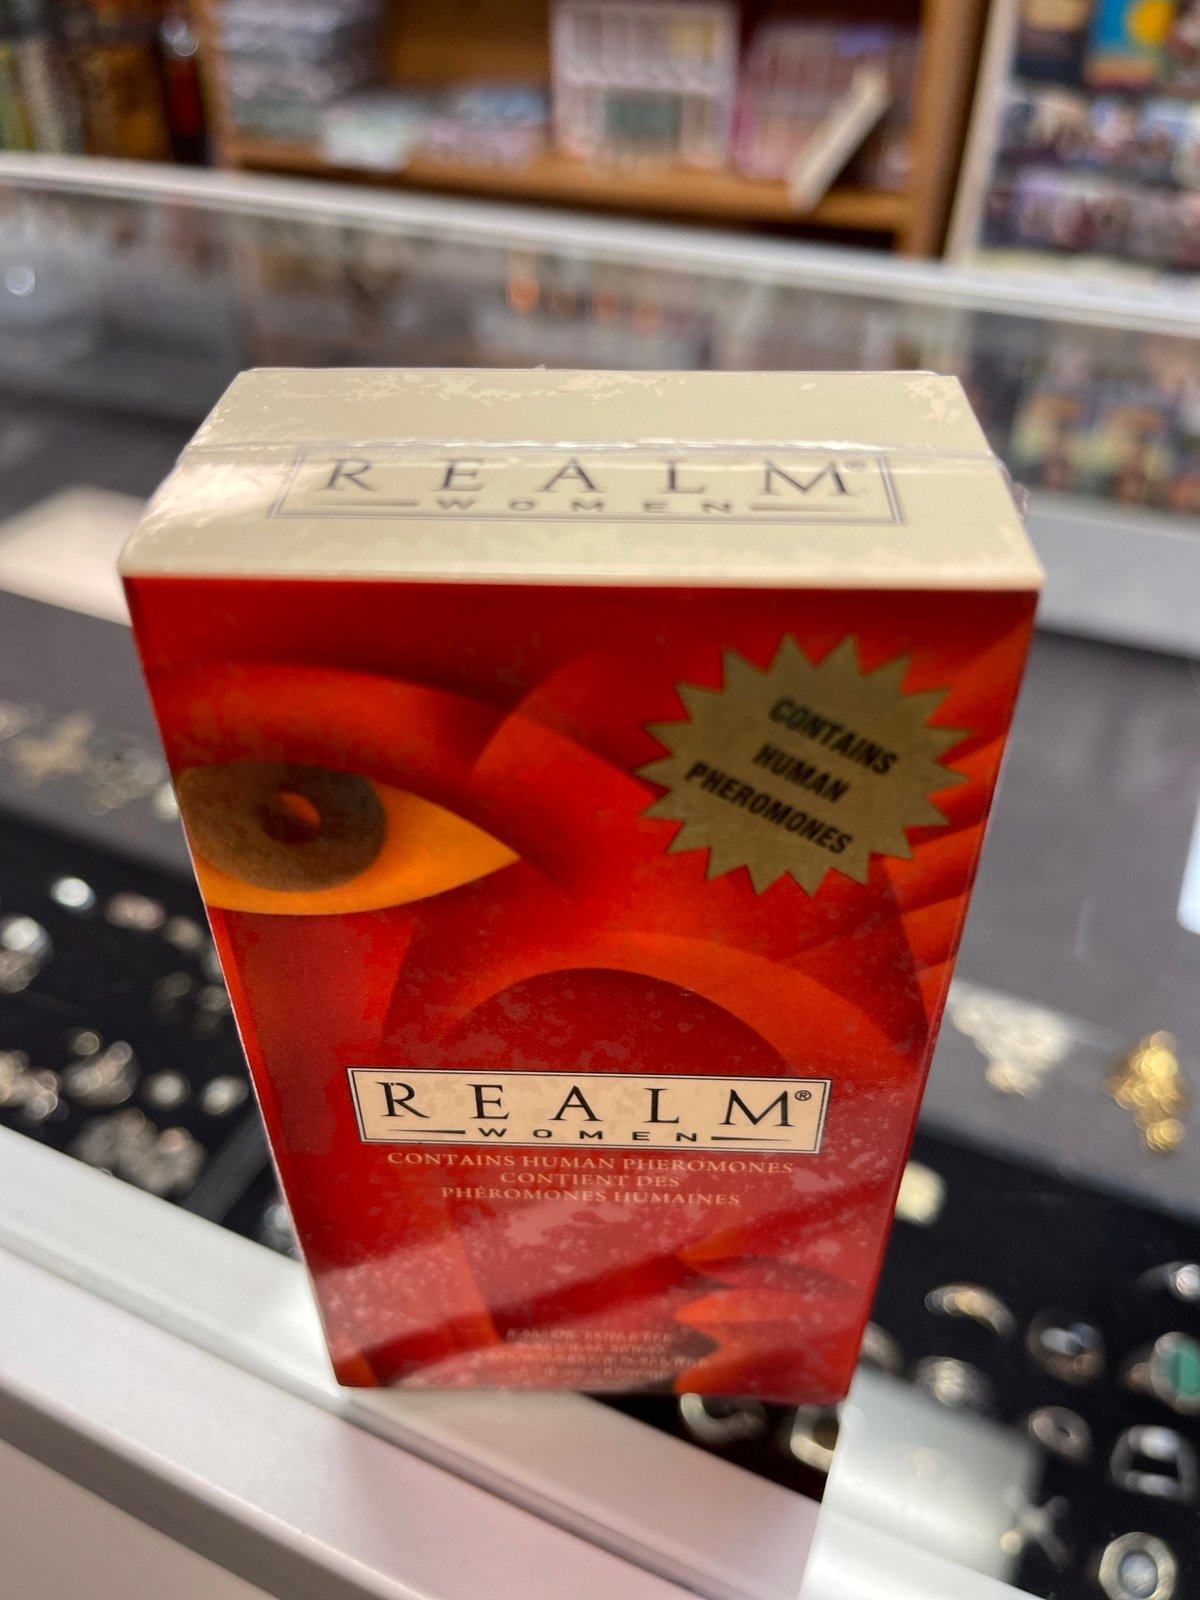 REALM®
WOMEN
CONTAINS
HUMAN
PHEROMONES
REALM®
WOMEN
CONTAINS HUMAN PHEROMONES
CONTIENT DES
PHÉROMONES HUMAINES